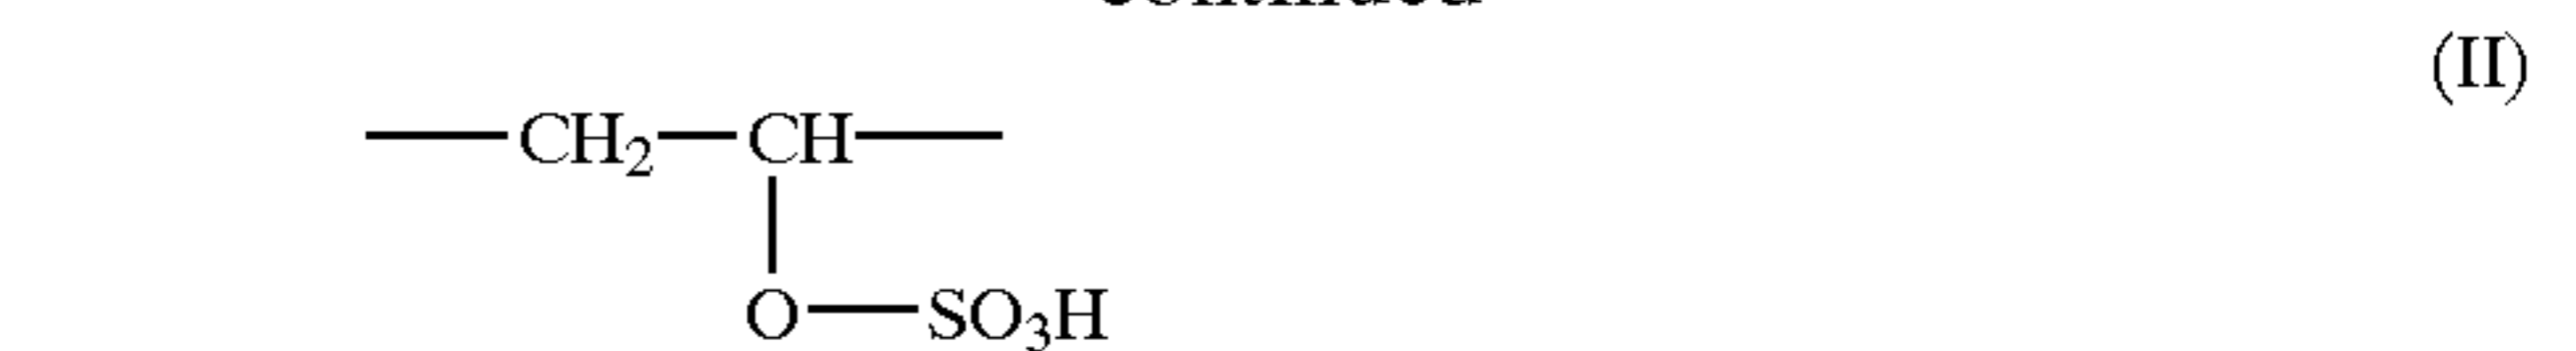 (II)
CH₂ CH
O SO₃H